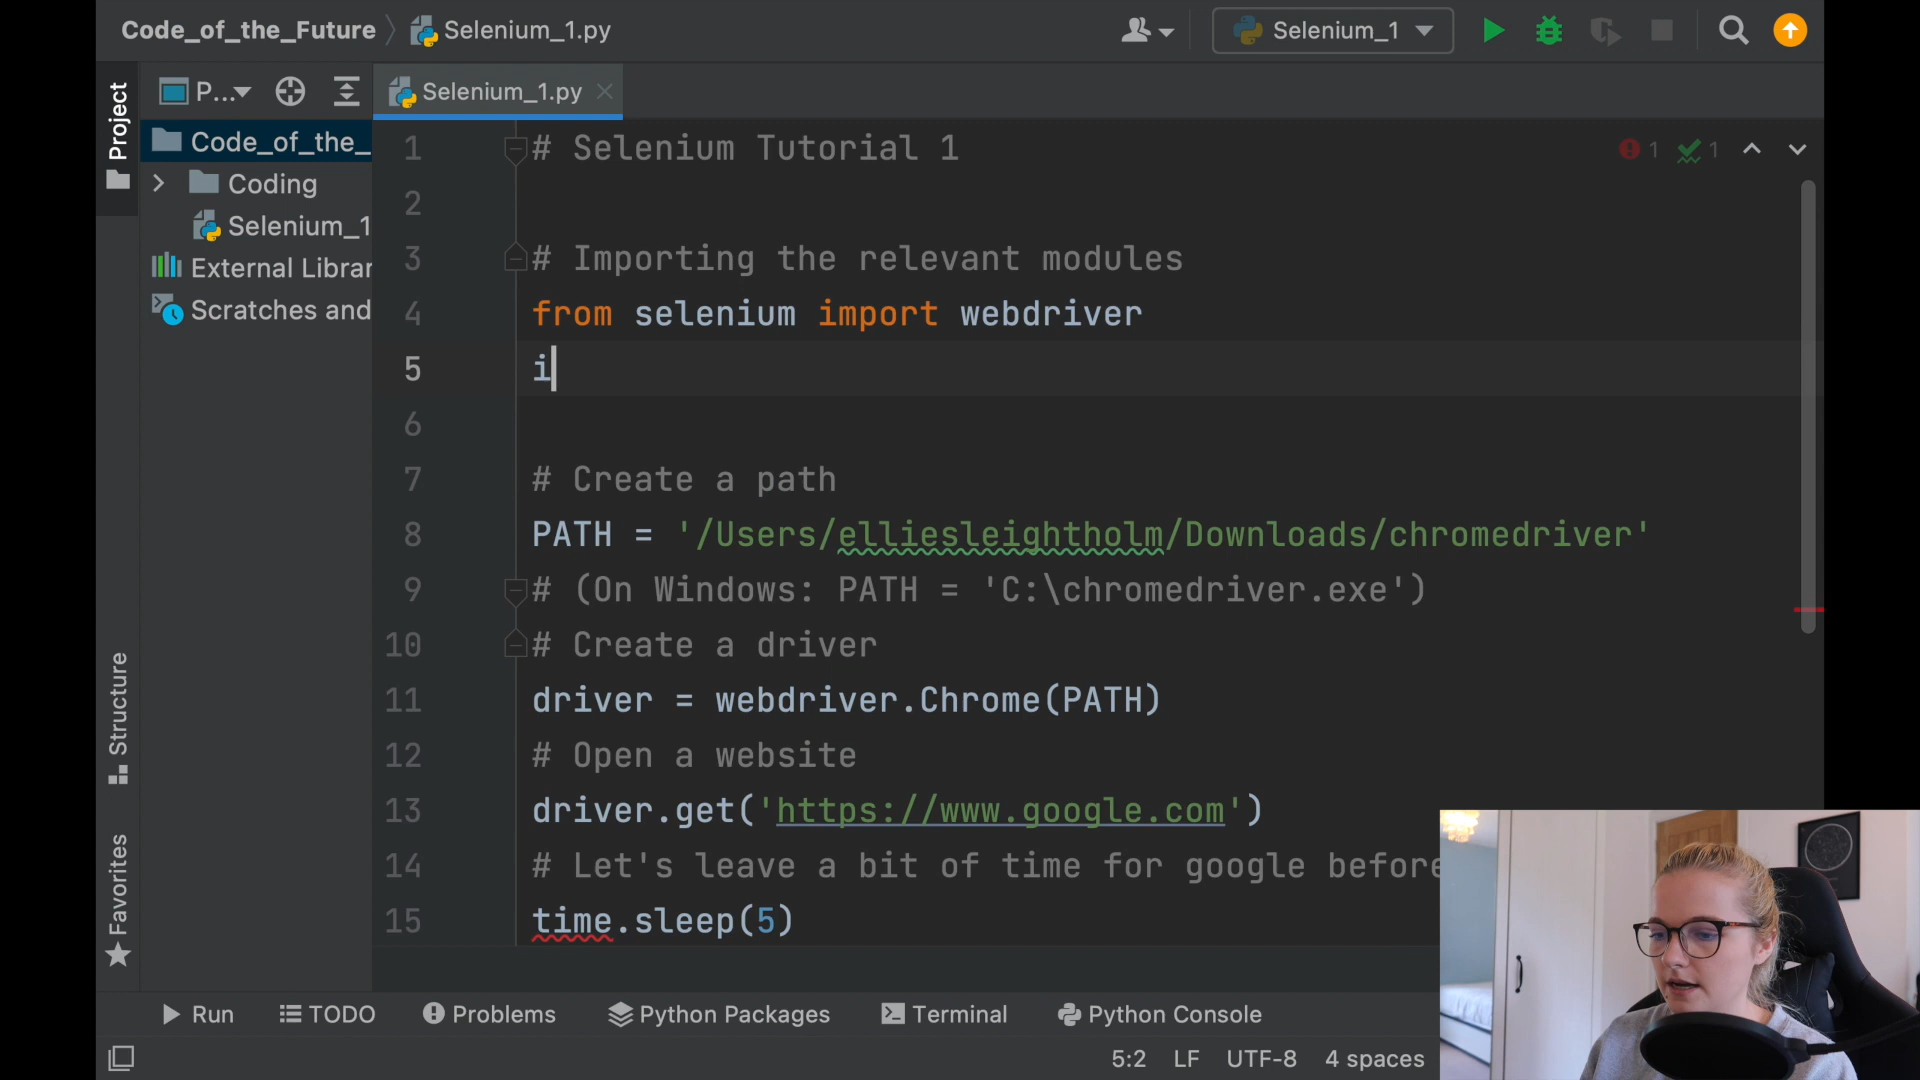 Code_of_the_Future
Selenium_1.py
Selenium_1
Project
P...
Selenium_1.py
Code_of_the_
Coding
Selenium_1
External Librar
Scratches and
1 # Selenium Tutorial 1
1 1
2
3 # Importing the relevant modules
4 from selenium import webdriver
5 i
6
7 # Create a path
8 PATH = '/Users/elliesleightholm/Downloads/chromedriver'
9 # (On Windows: PATH = 'C:\chromedriver.exe')
10 # Create a driver
11 driver = webdriver.Chrome(PATH)
12 # Open a website
13 driver.get('https://www.google.com')
14 # Let's leave a bit of time for google before
15 time.sleep(5)
Structure
Favorites
Run TODO Problems Python Packages Terminal Python Console
5:2 LF UTF-8 4 spaces